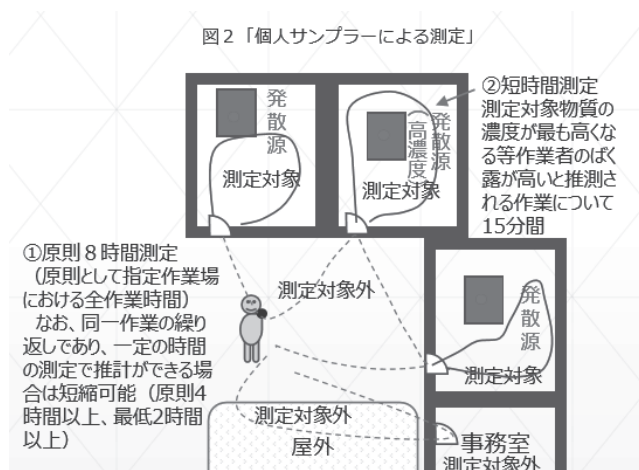 図２「個人サンプラーによる測定」
発散源
測定対象
発散源
(高濃度)
測定対象
②短時間測定
測定対象物質の
濃度が最も高くな
る等作業者のばく
露が高いと推測さ
れる作業について
15分間
①原則８時間測定
（原則として指定作業場
における全作業時間）
なお、同一作業の繰り
返しであり、一定の時間
の測定で推計ができる場
合は短縮可能（原則4
時間以上、最低2時間
以上）
測定対象外
発散源
測定対象
測定対象外
屋外
事務室
測定対象外